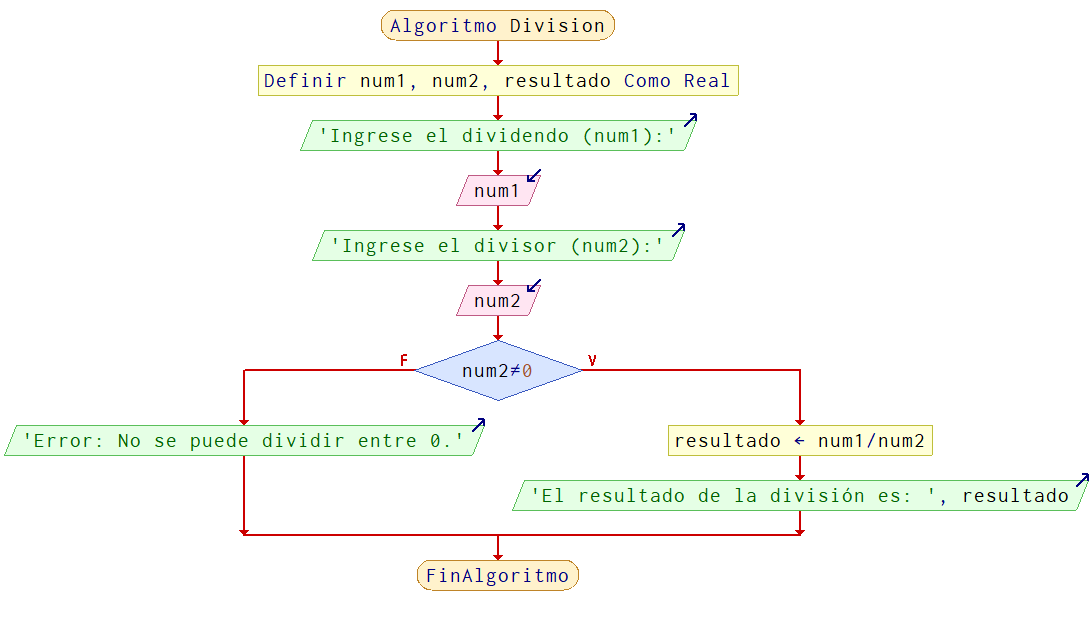 Algoritmo Division
Definir num1, num2, resultado Como Real
'Ingrese el dividendo (num1):'
num1
'Ingrese el divisor (num2):'
num2
F
num2≠0
V
'Error: No se puede dividir entre 0.'
resultado ← num1/num2
'El resultado de la división es: ', resultado
FinAlgoritmo